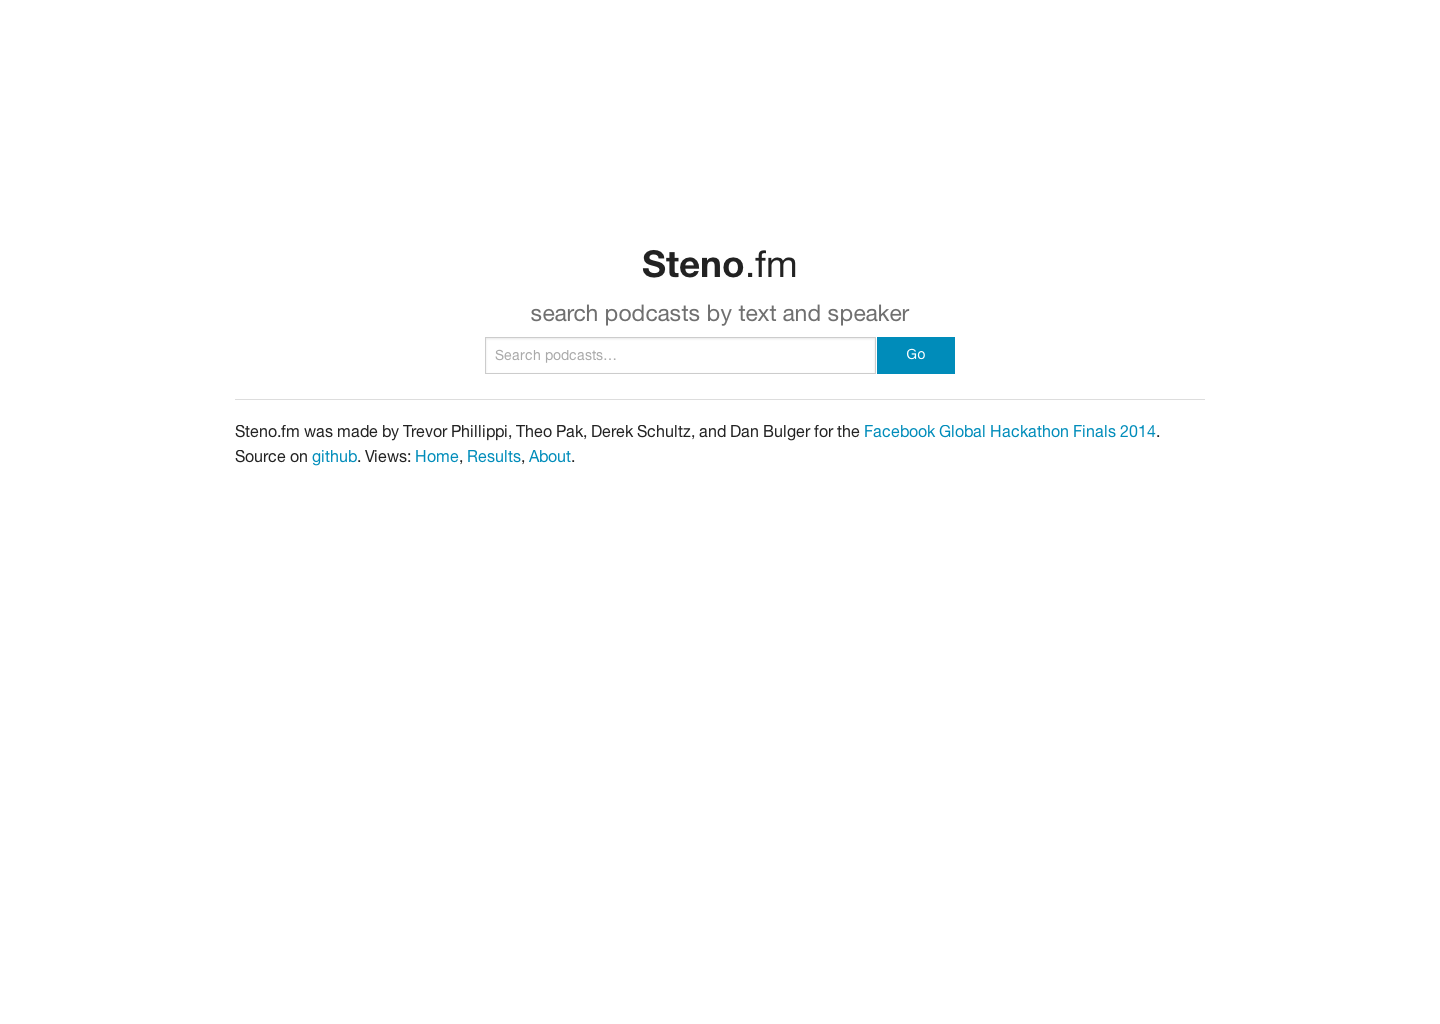 Steno.fm
search podcasts by text and speaker
Search podcasts... Go
Steno.fm was made by Trevor Phillippi, Theo Pak, Derek Schultz, and Dan Bulger for the Facebook Global Hackathon Finals 2014.
Source on github. Views: Home, Results, About.